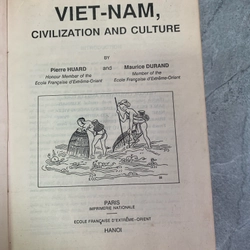 VIET-NAM,
CIVILIZATION AND CULTURE
BY
Pierre HUARD and Maurice DURAND
Honour Member of the Member of the
Ecole Française d'Extrême-Orient Ecole Française d'Extrême-Orient
PARIS
IMPRIMERIE NATIONALE
ECOLE FRANÇAISE D'EXTRÊME-ORIENT
HANOI